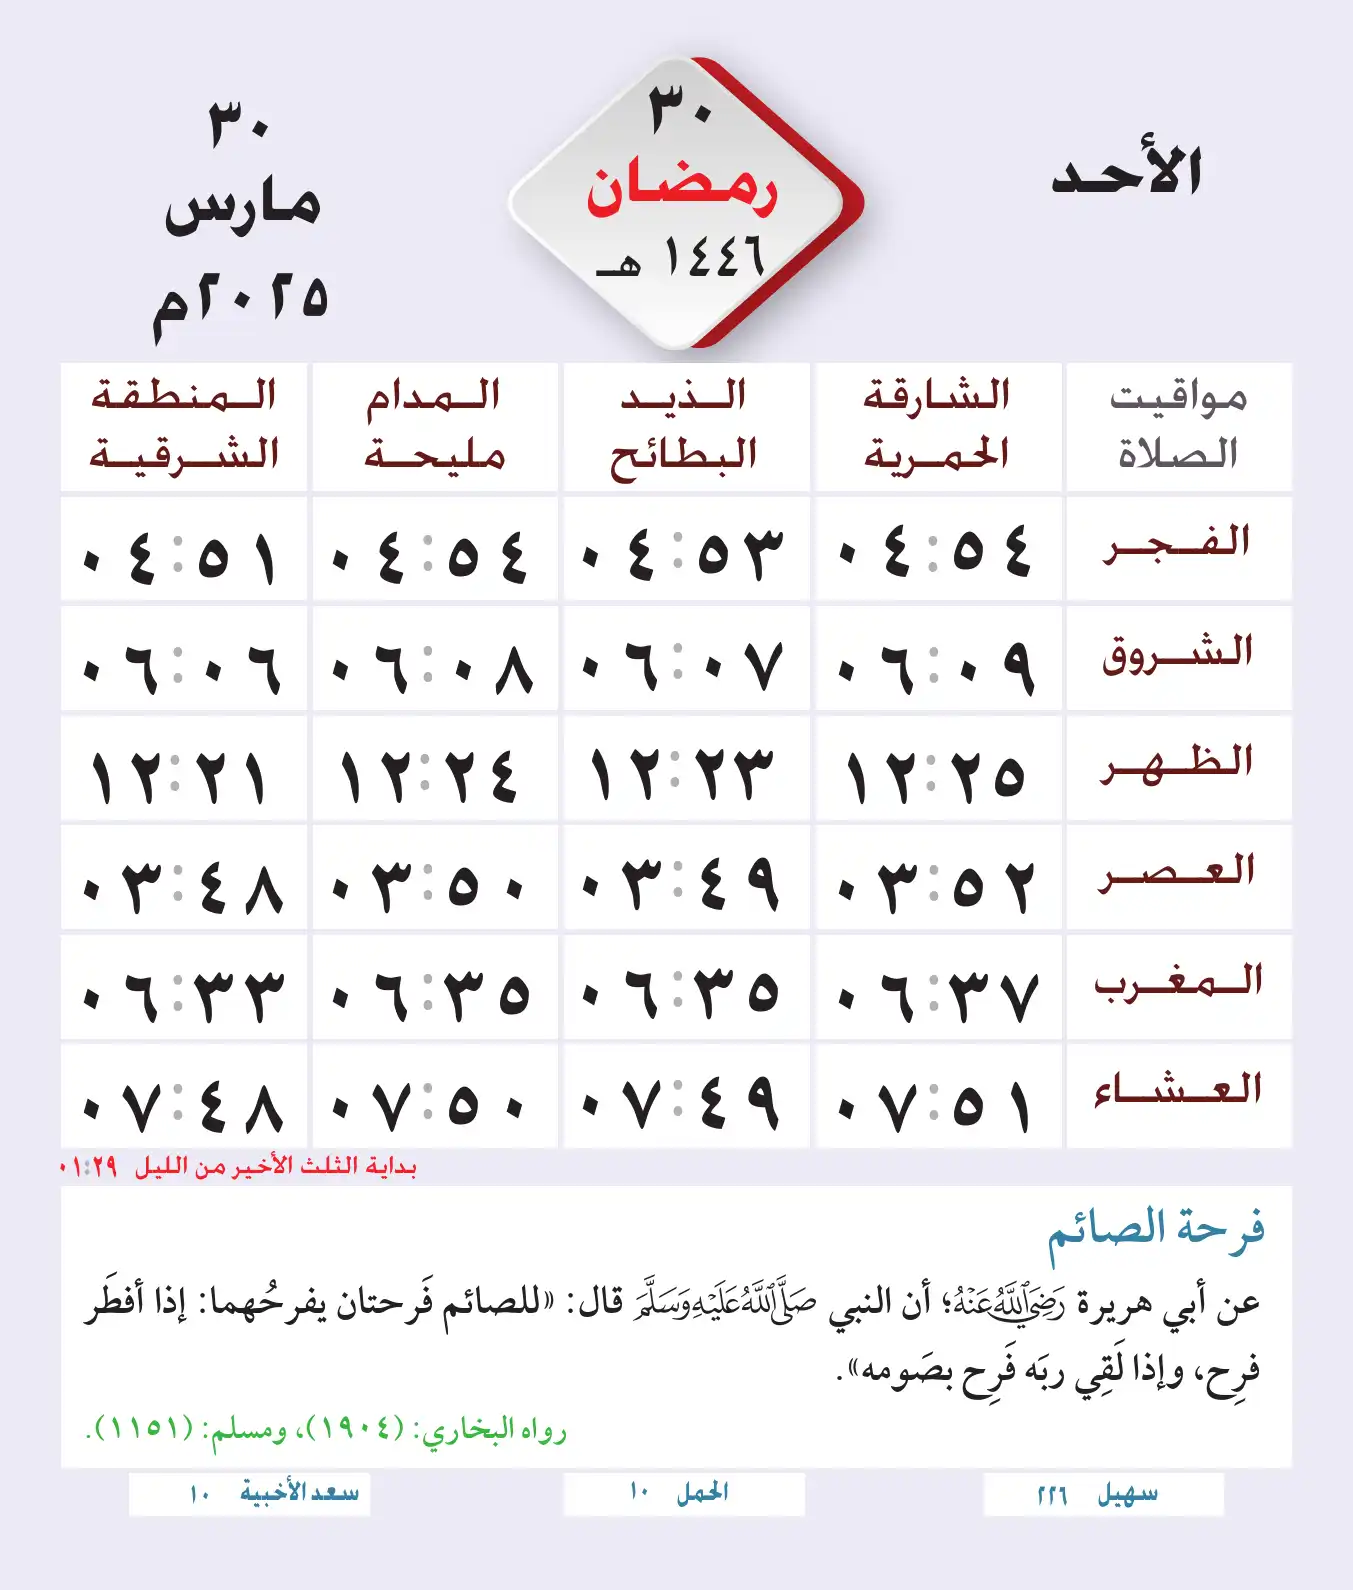 الأحد
٣٠
رمضان
١٤٤٦ هـ
٣٠
مارس
٢٠٢٥م
مواقيت الصلاة	الشارقة الحمرية	الذيد البطائح	المدام مليحة	المنطقة الشرقية
الفجر	٠٤:٥٤	٠٤:٥٣	٠٤:٥٤	٠٤:٥١
الشروق	٠٦:٠٩	٠٦:٠٧	٠٦:٠٨	٠٦:٠٦
الظهر	١٢:٢٥	١٢:٢٣	١٢:٢٤	١٢:٢١
العصر	٠٣:٥٢	٠٣:٤٩	٠٣:٥٠	٠٣:٤٨
المغرب	٠٦:٣٧	٠٦:٣٥	٠٦:٣٥	٠٦:٣٣
العشاء	٠٧:٥١	٠٧:٤٩	٠٧:٥٠	٠٧:٤٨
بداية الثلث الأخير من الليل ٠١:٢٩
فرحة الصائم
عن أبي هريرة رَضِيَ اللَّهُ عَنْهُ؛ أن النبي صَلَّى اللَّهُ عَلَيْهِ وَسَلَّمَ قال: «للصائم فَرحتان يفرحُهما: إذا أفطَر
فرِح، وإذا لَقِي ربَه فَرِح بصَومه».
رواه البخاري: (١٩٠٤)، ومسلم: (١١٥١).
سهيل ٢٢٦
الحمل ١٠
سعد الأخبية ١٠